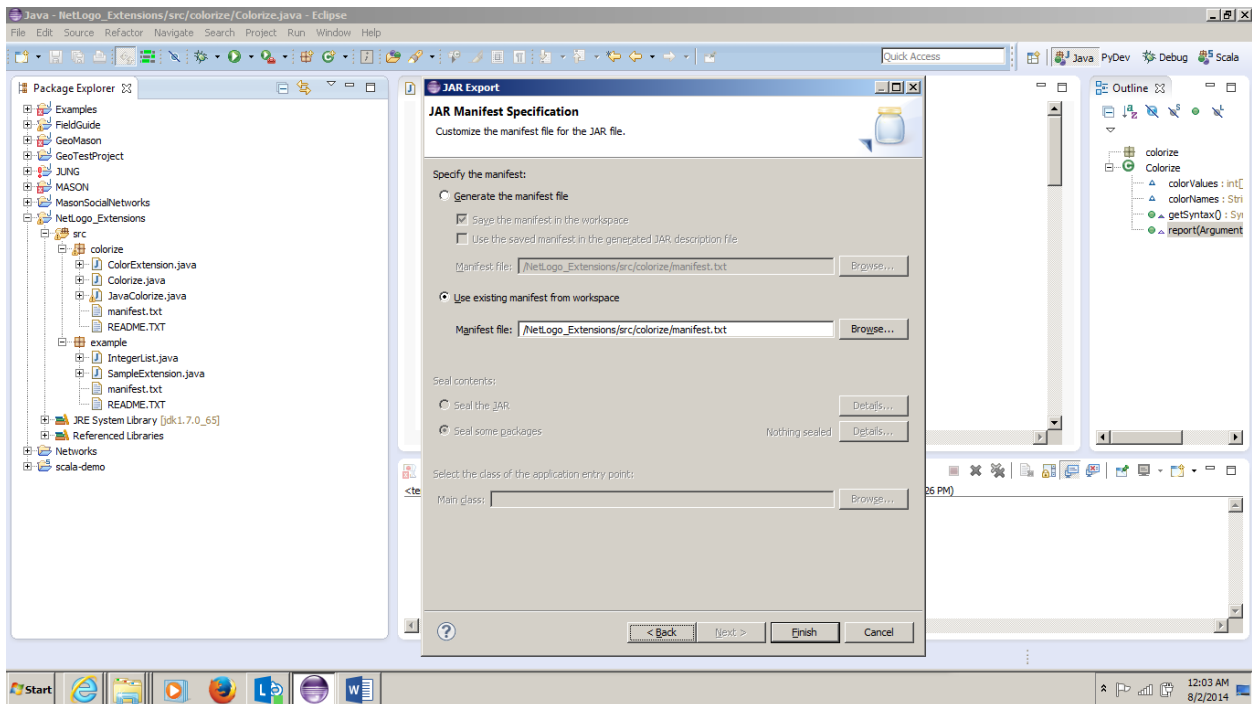 Java - NetLogo_Extensions/src/colorize/Colorize.java - Eclipse
File Edit Source Refactor Navigate Search Project Run Window Help
Quick Access
Java PyDev Debug Scala
Package Explorer
Examples
FieldGuide
GeoMason
GeoTestProject
JUNG
MASON
MasonSocialNetworks
NetLogo_Extensions
src
colorize
ColorExtension.java
Colorize.java
JavaColorize.java
manifest.txt
README.TXT
example
IntegerList.java
SampleExtension.java
manifest.txt
README.TXT
JRE System Library [jdk1.7.0_65]
Referenced Libraries
Networks
scala-demo
JAR Export
JAR Manifest Specification
Customize the manifest file for the JAR file.
Specify the manifest:
Generate the manifest file
Save the manifest in the workspace
Use the saved manifest in the generated JAR description file
Manifest file: /NetLogo_Extensions/src/colorize/manifest.txt Browse...
Use existing manifest from workspace
Manifest file: /NetLogo_Extensions/src/colorize/manifest.txt Browse...
Seal contents:
Seal the JAR Details...
Seal some packages Nothing sealed Details...
Select the class of the application entry point:
Main class: Browse...
< Back Next > Finish Cancel
<te
26 PM)
Outline
colorize
Colorize
colorValues : int[
colorNames : Stri
getSyntax() : Sy
report(Argument
Start
12:03 AM
8/2/2014